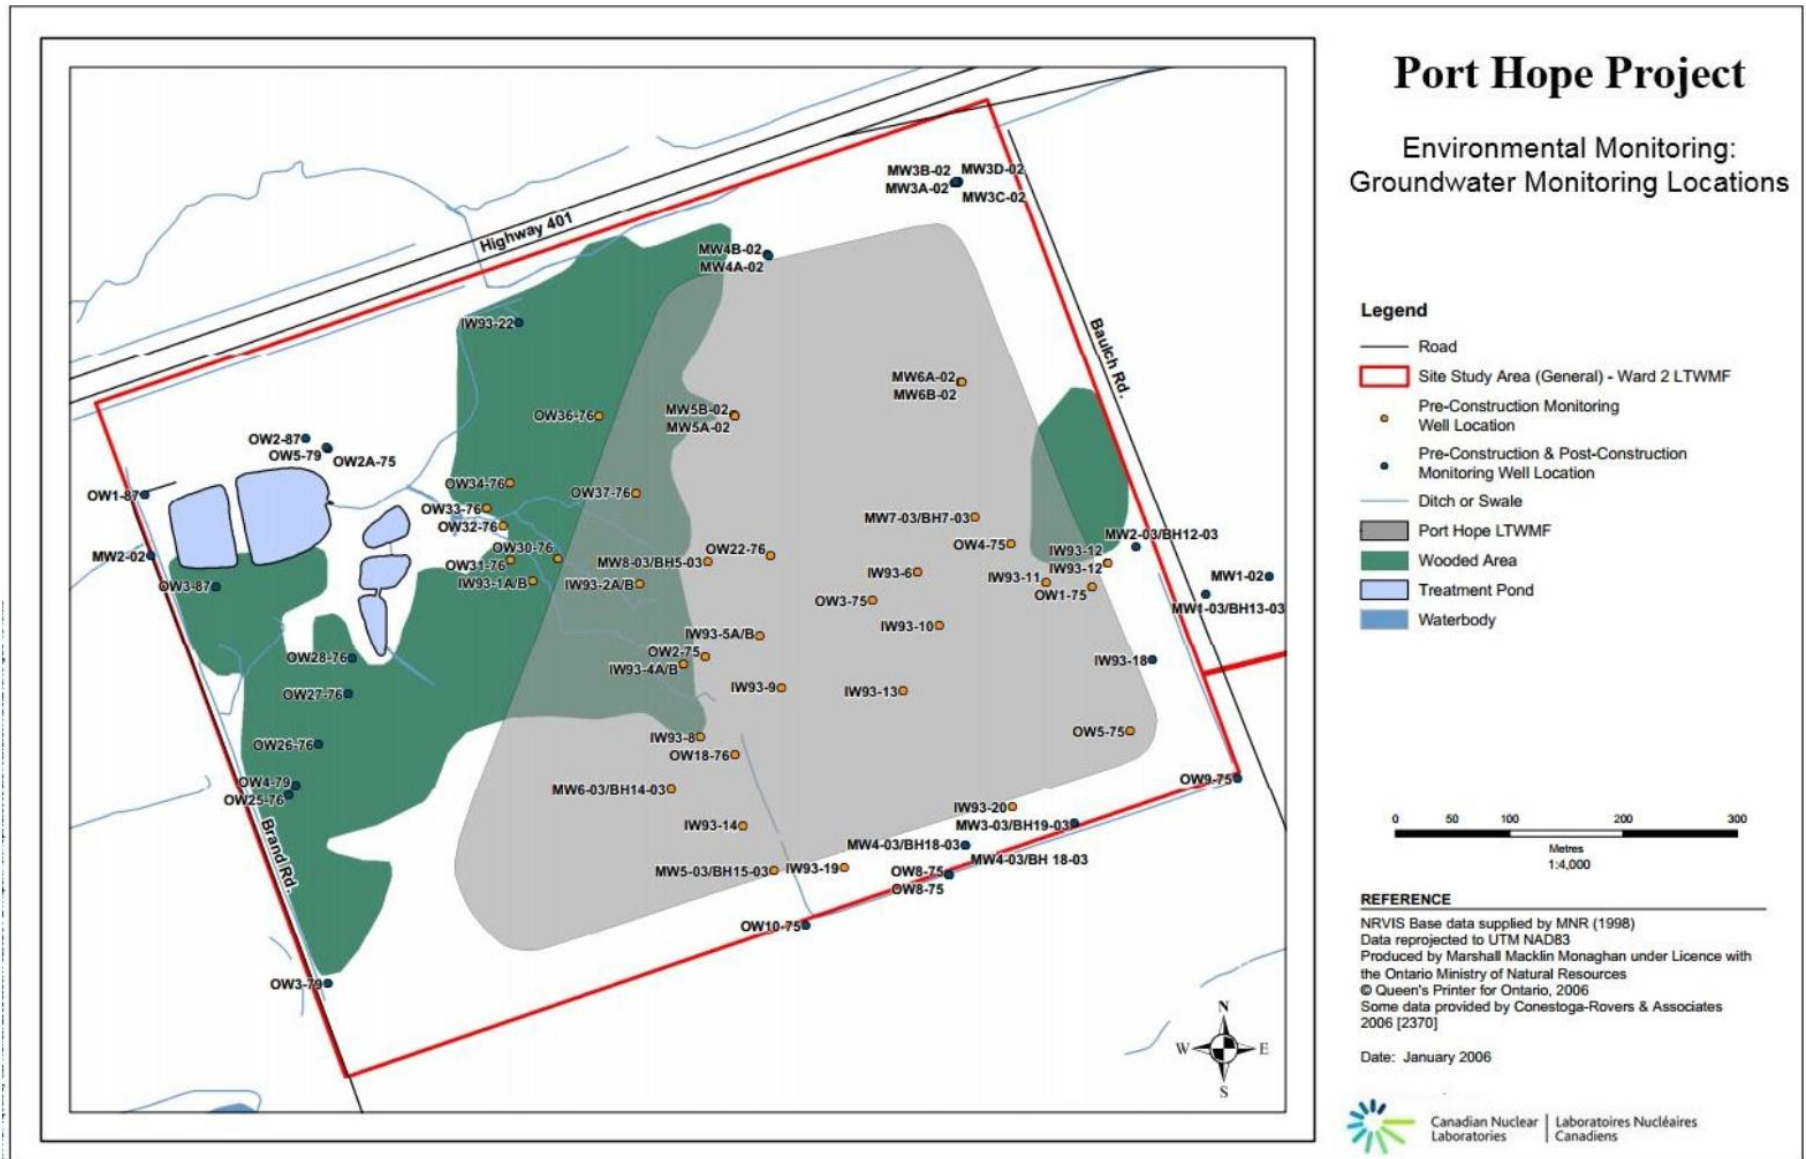 Port Hope Project
Environmental Monitoring:
Groundwater Monitoring Locations
Highway 401
MW3B-02 MW3D-02
MW3A-02
MW3C-02
MW4B-02
MW4A-02
IW93-22
Baulch Rd.
MW6A-02
MW6B-02
OW36-76
MW5B-02
MW5A-02
OW2-87
OW5-79
OW2A-75
OW1-87
OW34-76
OW37-76
OW33-76
OW32-76
MW7-03/BH7-03
MW2-03/BH12-03
OW4-75
OW30-76
OW22-76
IW93-12
IW93-12
MW2-02
OW31-76
MW8-03/BH5-03
IW93-6
IW93-11
MW1-02
OW3-87
IW93-1A/B
IW93-2A/B
OW1-75
OW3-75
MW1-03/BH13-03
IW93-10
IW93-5A/B
OW2-75
IW93-4A/B
OW28-76
IW93-18
IW93-9
IW93-13
OW27-76
OW5-75
IW93-8
OW26-76
OW18-76
OW9-75
OW4-79
OW25-76
MW6-03/BH14-03
IW93-20
MW3-03/BH19-03
IW93-14
Brand Rd.
MW4-03/BH18-03
MW4-03/BH 18-03
MW5-03/BH15-03
IW93-19
OW8-75
OW8-75
OW10-75
OW3-79
N
W E
S
Legend
Road
Site Study Area (General) - Ward 2 LTWMF
Pre-Construction Monitoring
Well Location
Pre-Construction & Post-Construction
Monitoring Well Location
Ditch or Swale
Port Hope LTWMF
Wooded Area
Treatment Pond
Waterbody
0 50 100 200 300
Metres
1:4,000
REFERENCE
NRVIS Base data supplied by MNR (1998)
Data reprojected to UTM NAD83
Produced by Marshall Macklin Monaghan under Licence with
the Ontario Ministry of Natural Resources
© Queen's Printer for Ontario, 2006
Some data provided by Conestoga-Rovers & Associates
2006 [2370]
Date: January 2006
Canadian Nuclear Laboratories
Laboratoires Nucléaires Canadiens